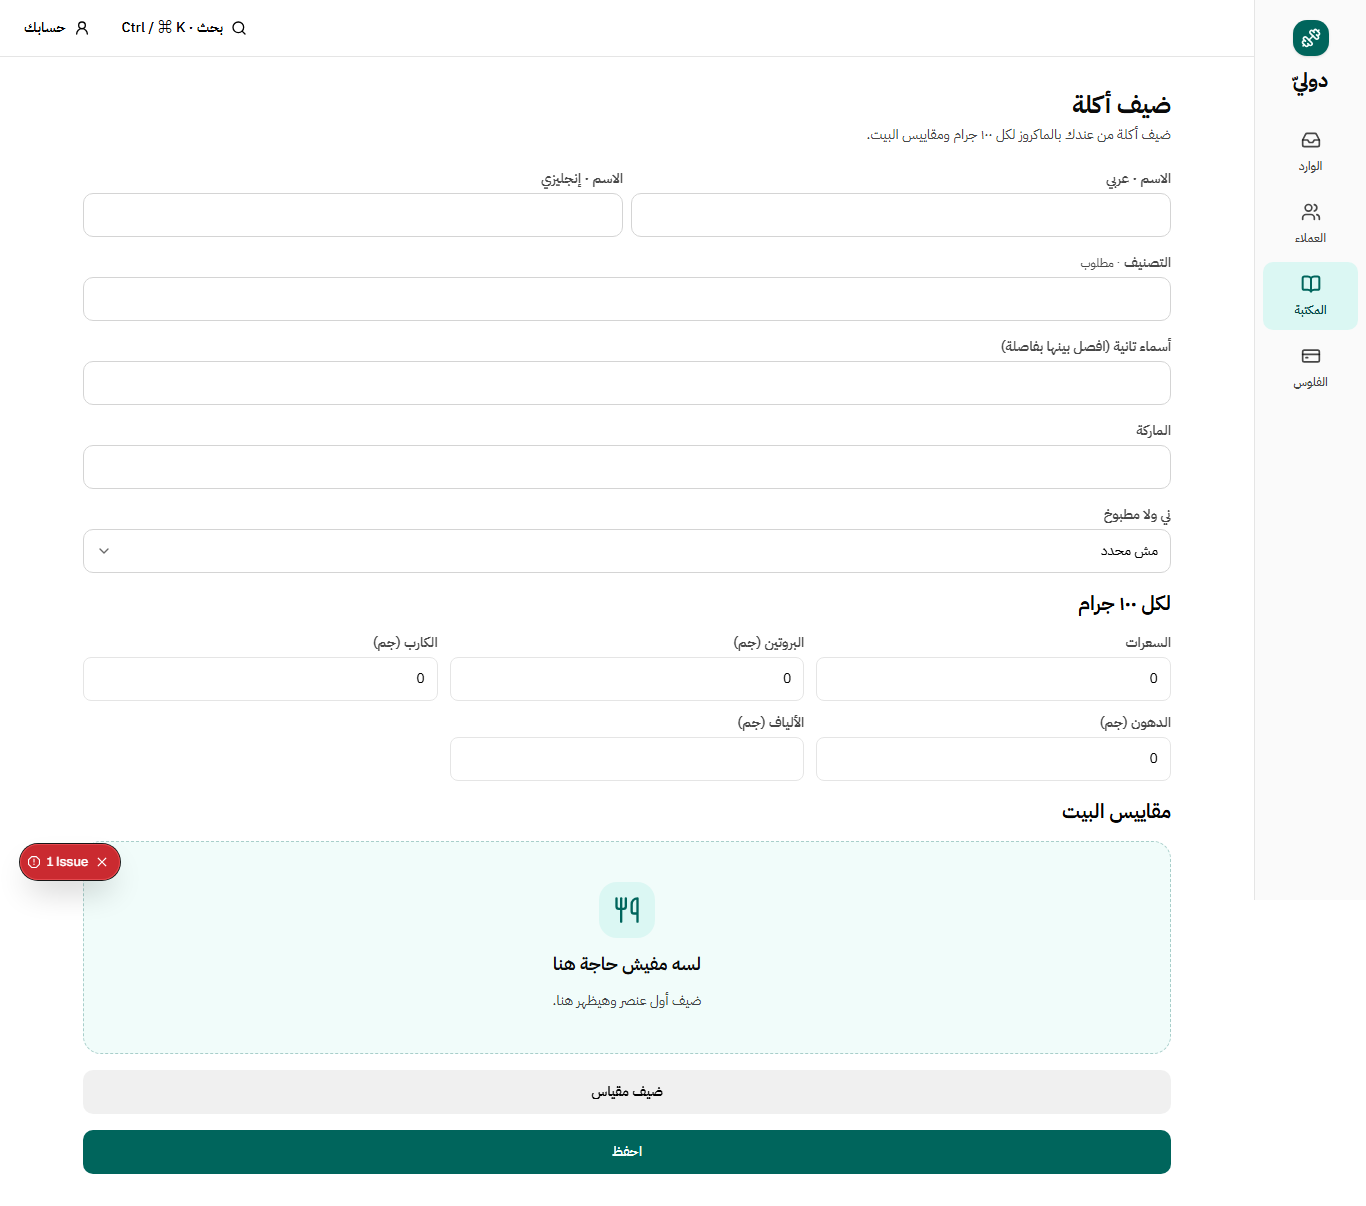 دوليّ
الوارد
العملاء
المكتبة
الفلوس
بحث · Ctrl / ⌘ K
حسابك
ضيف أكلة
ضيف أكلة من عندك بالماكروز لكل ١٠٠ جرام ومقاييس البيت.
الاسم · عربي
الاسم · إنجليزي
التصنيف · مطلوب
أسماء تانية (افصل بينها بفاصلة)
الماركة
ني ولا مطبوخ
مش محدد
لكل ١٠٠ جرام
السعرات
البروتين (جم)
الكارب (جم)
0
0
0
الدهون (جم)
الألياف (جم)
0
مقاييس البيت
1 Issue
لسه مفيش حاجة هنا
ضيف أول عنصر وهيظهر هنا.
ضيف مقياس
احفظ